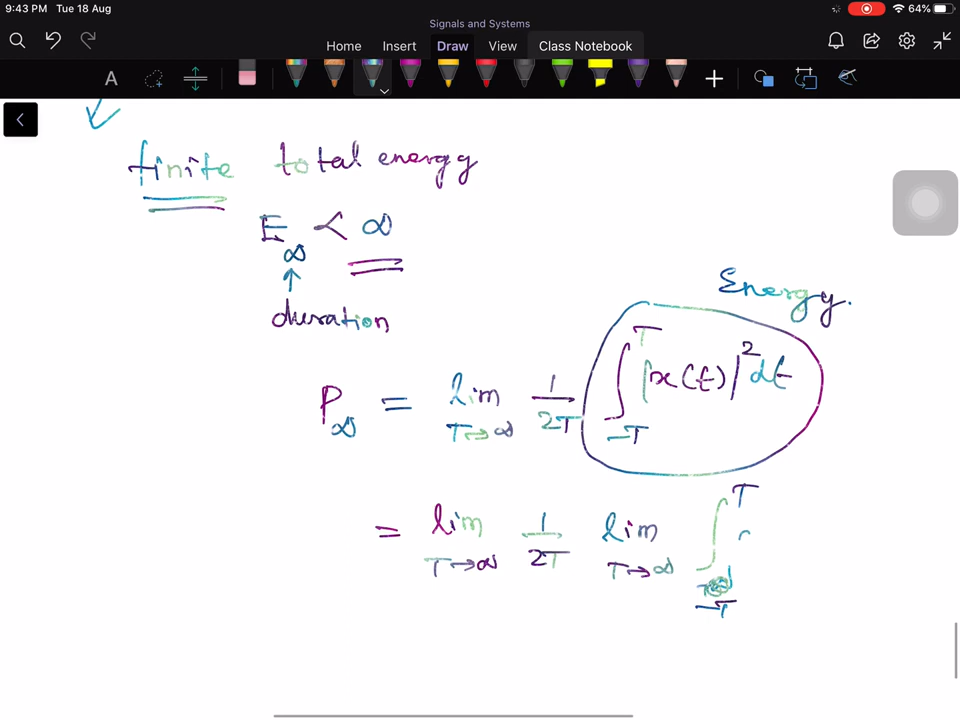 9:43 PM Tue 18 Aug
64%
Signals and Systems
Home Insert Draw View Class Notebook
A
finite total energy
E∞ < ∞
↑
duration
Energy.
P∞ = lim T→∞ 1/2T ∫_{-T}^{T} |x(t)|² dt
= lim T→∞ 1/2T lim T→∞ ∫_{-T}^{T}